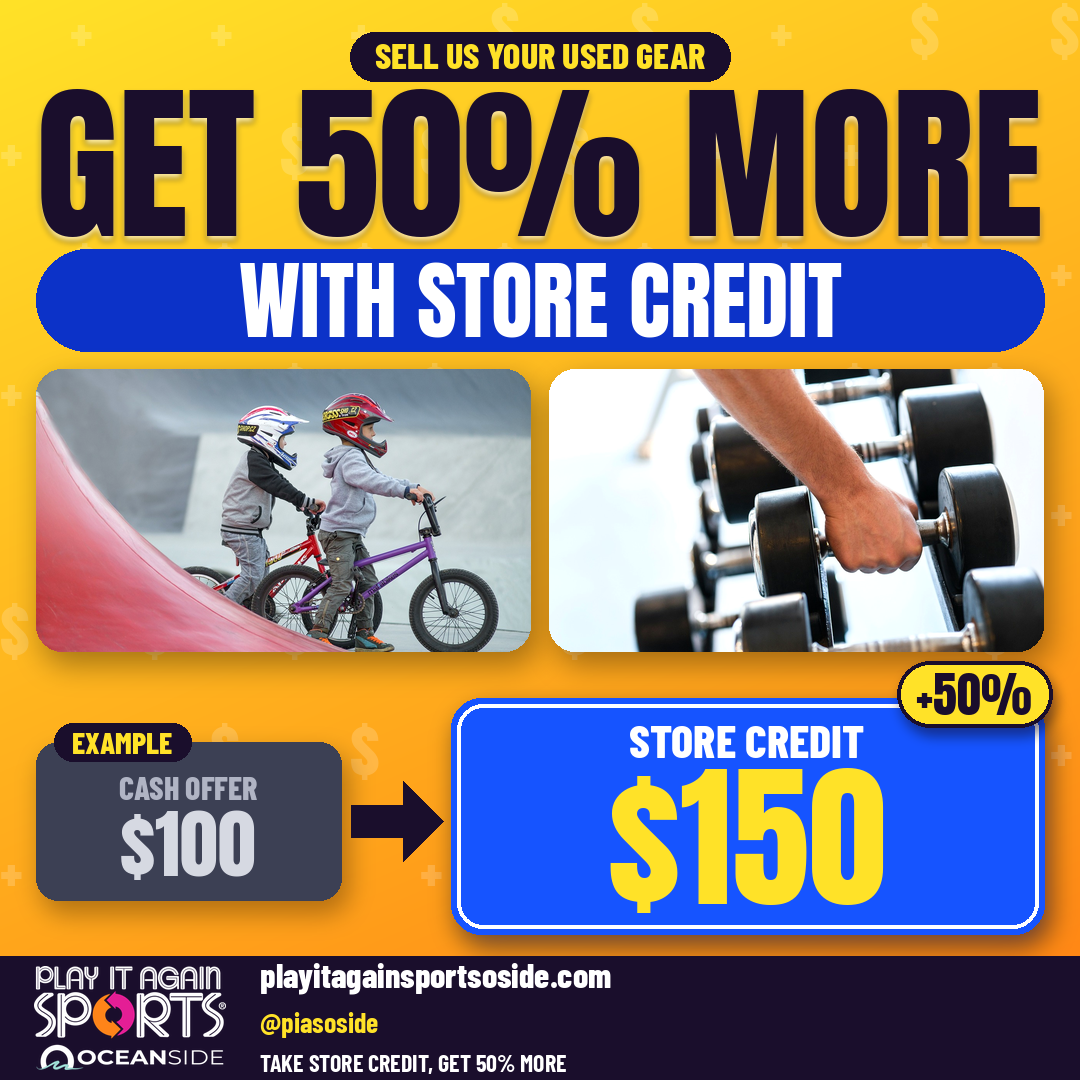 SELL US YOUR USED GEAR
GET 50% MORE
WITH STORE CREDIT
+50%
EXAMPLE
CASH OFFER
$100
STORE CREDIT
$150
PLAY IT AGAIN
SPORTS®
OCEANSIDE
playitagainsportsoside.com
@piasoside
TAKE STORE CREDIT, GET 50% MORE